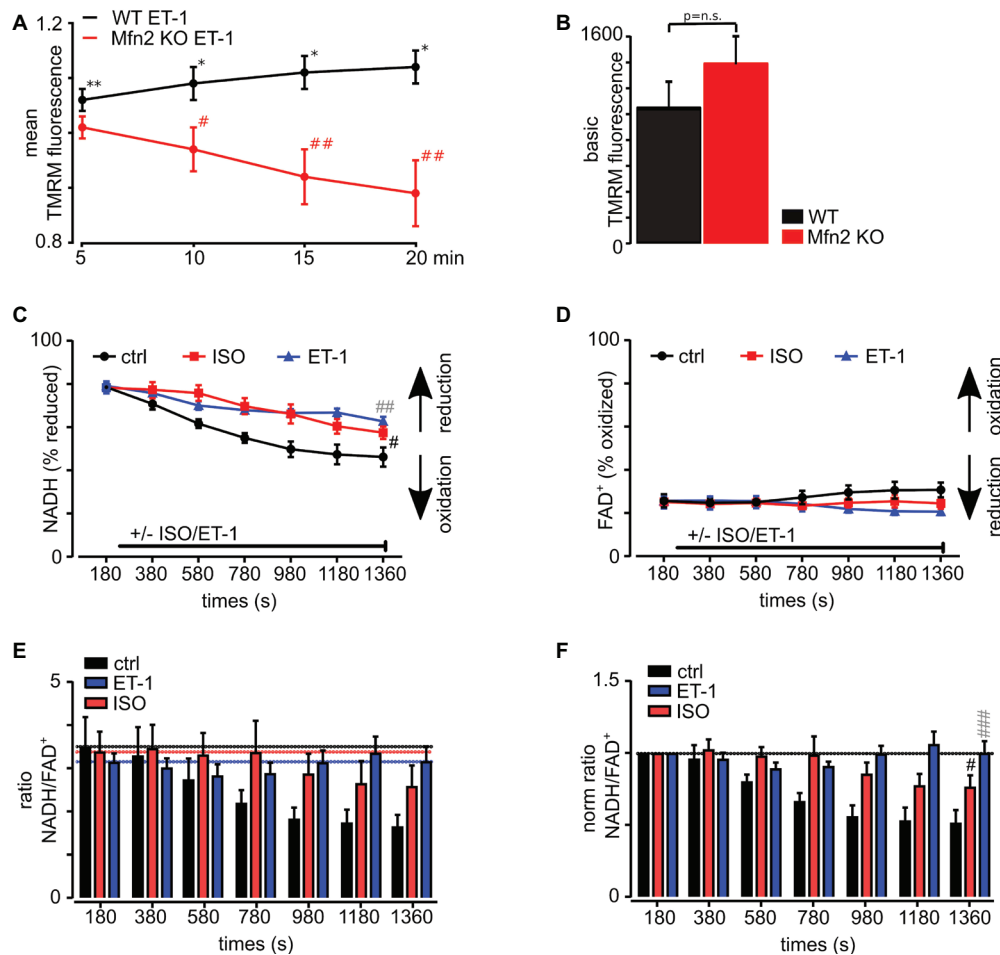 A
1.2
WT ET-1
Mfn2 KO ET-1
mean
TMRM fluorescence
**
*
*
*
#
##
##
0.8
5
10
15
20 min
B
p=n.s.
1600
basic
TMRM fluorescence
0
WT
Mfn2 KO
C
100
ctrl
ISO
ET-1
NADH (% reduced)
##
#
reduction
oxidation
+/- ISO/ET-1
0
180 380 580 780 980 1180 1360
times (s)
D
100
ctrl
ISO
ET-1
FAD+ (% oxidized)
oxidation
reduction
+/- ISO/ET-1
0
180 380 580 780 980 1180 1360
times (s)
E
ctrl
ET-1
ISO
5
ratio
NADH/FAD+
0
180 380 580 780 980 1180 1360
times (s)
F
ctrl
ET-1
ISO
1.5
norm ratio
NADH/FAD+
#
###
0
180 380 580 780 980 1180 1360
times (s)